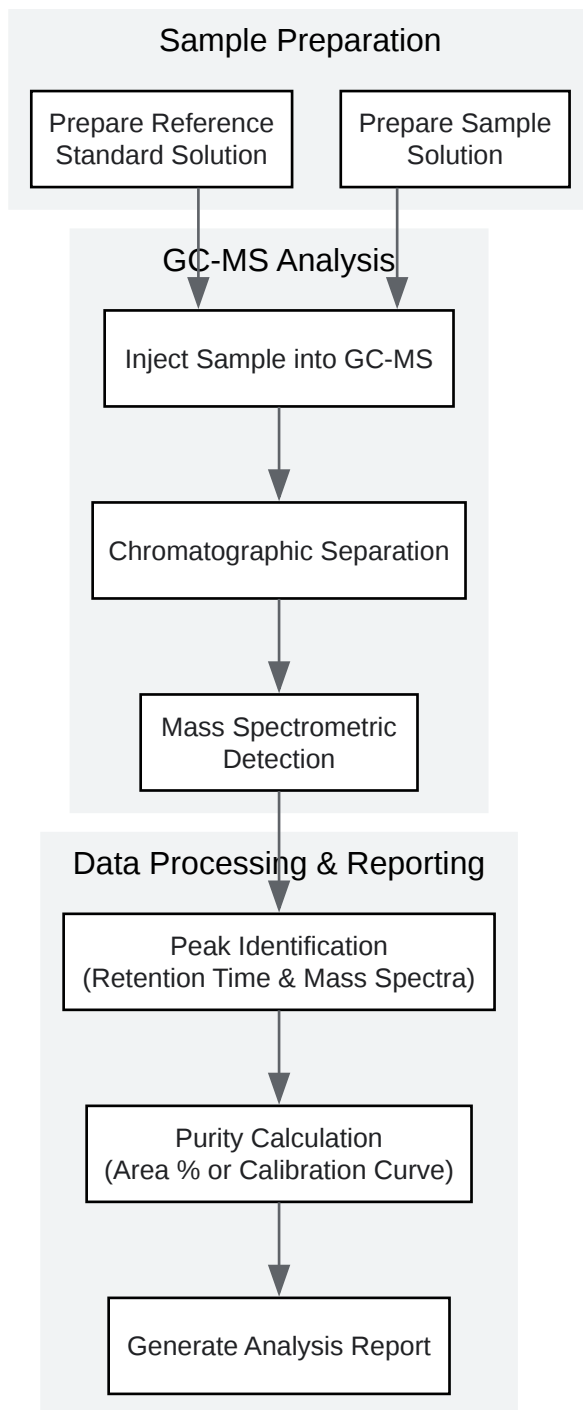 Sample Preparation
Prepare Reference
Standard Solution
Prepare Sample
Solution
GC-MS Analysis
Inject Sample into GC-MS
Chromatographic Separation
Mass Spectrometric
Detection
Data Processing & Reporting
Peak Identification
(Retention Time & Mass Spectra)
Purity Calculation
(Area % or Calibration Curve)
Generate Analysis Report